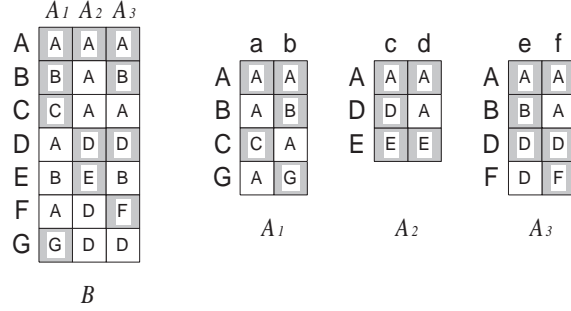 A1 A2 A3
A A A A
B B A B
C C A A
D A D D
E B E B
F A D F
G G D D
B
a b
A A A
B A B
C C A
G A G
A1
c d
A A A
D D A
E E E
A2
e f
A A A
B B A
D D D
F D F
A3